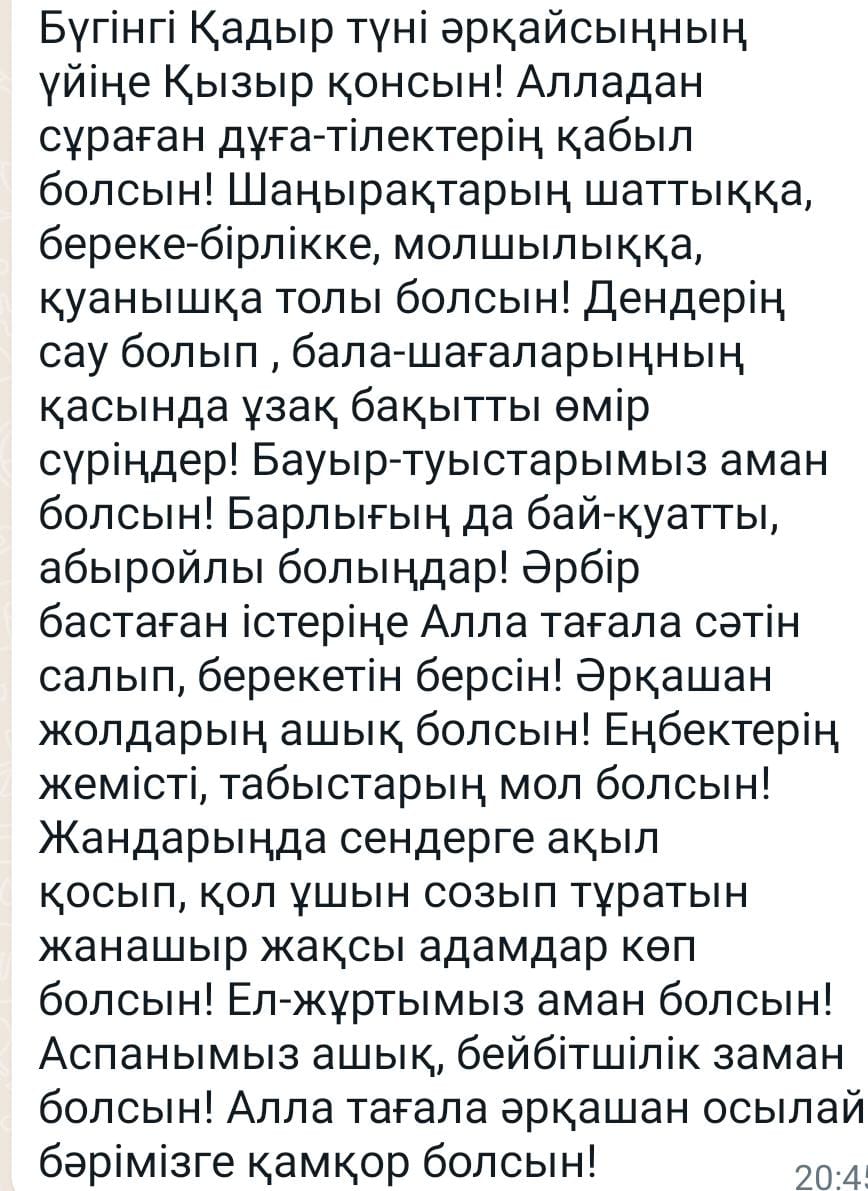 Бүгінгі Қадыр түні әрқайсыңның
үйіңе Қызыр қонсын! Алладан
сұраған дұға-тілектерің қабыл
болсын! Шаңырақтарың шаттыққа,
береке-бірлікке, молшылыққа,
қуанышқа толы болсын! Дендерің
сау болып , бала-шағаларыңның
қасында ұзақ бақытты өмір
сүріңдер! Бауыр-туыстарымыз аман
болсын! Барлығың да бай-қуатты,
абыройлы болыңдар! Әрбір
бастаған істеріңе Алла тағала сәтін
салып, берекетін берсін! Әрқашан
жолдарың ашық болсын! Еңбектерің
жемісті, табыстарың мол болсын!
Жандарыңда сендерге ақыл
қосып, қол ұшын созып тұратын
жанашыр жақсы адамдар көп
болсын! Ел-жұртымыз аман болсын!
Аспанымыз ашық, бейбітшілік заман
болсын! Алла тағала әрқашан осылай
бәрімізге қамқор болсын!